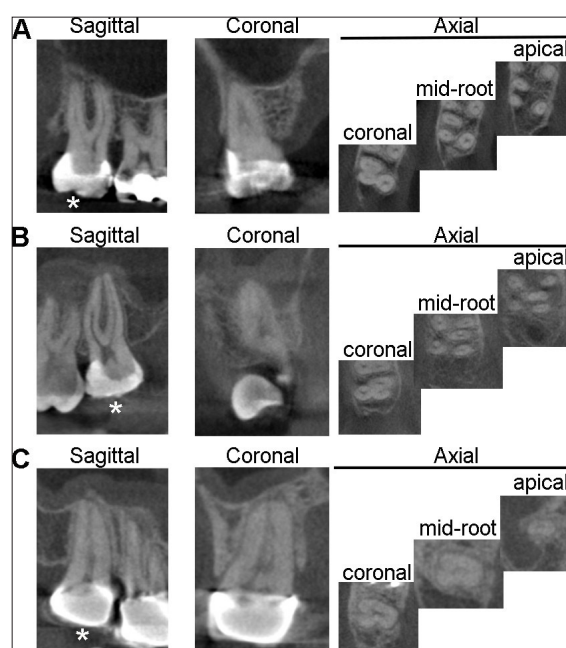 A Sagittal Coronal Axial
apical
mid-root
coronal
*
B Sagittal Coronal Axial
apical
mid-root
coronal
*
C Sagittal Coronal Axial
apical
mid-root
coronal
*